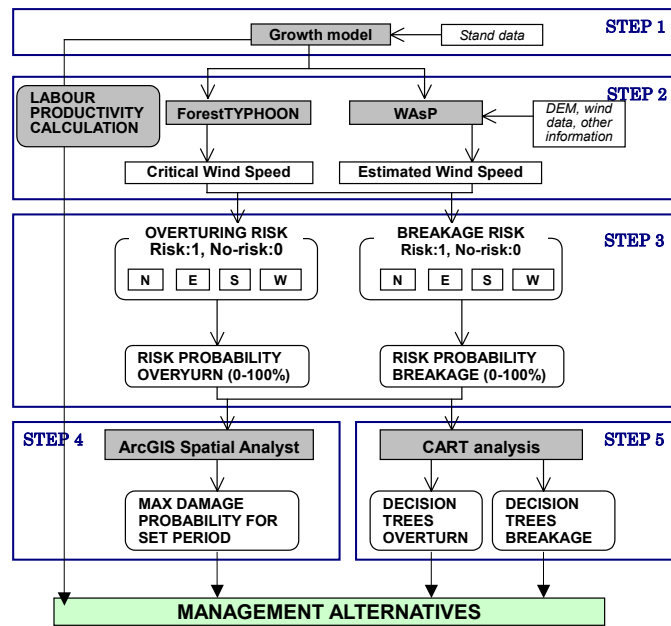 STEP 1
Growth model
Stand data
STEP 2
LABOUR
PRODUCTIVITY
CALCULATION
ForestTYPHOON
WAsP
DEM, wind
data, other
information
Critical Wind Speed
Estimated Wind Speed
STEP 3
OVERTURING RISK
Risk:1, No-risk:0
N E S W
BREAKAGE RISK
Risk:1, No-risk:0
N E S W
RISK PROBABILITY
OVERYURN (0-100%)
RISK PROBABILITY
BREAKAGE (0-100%)
STEP 4
ArcGIS Spatial Analyst
MAX DAMAGE
PROBABILITY FOR
SET PERIOD
STEP 5
CART analysis
DECISION
TREES
OVERTURN
DECISION
TREES
BREAKAGE
MANAGEMENT ALTERNATIVES